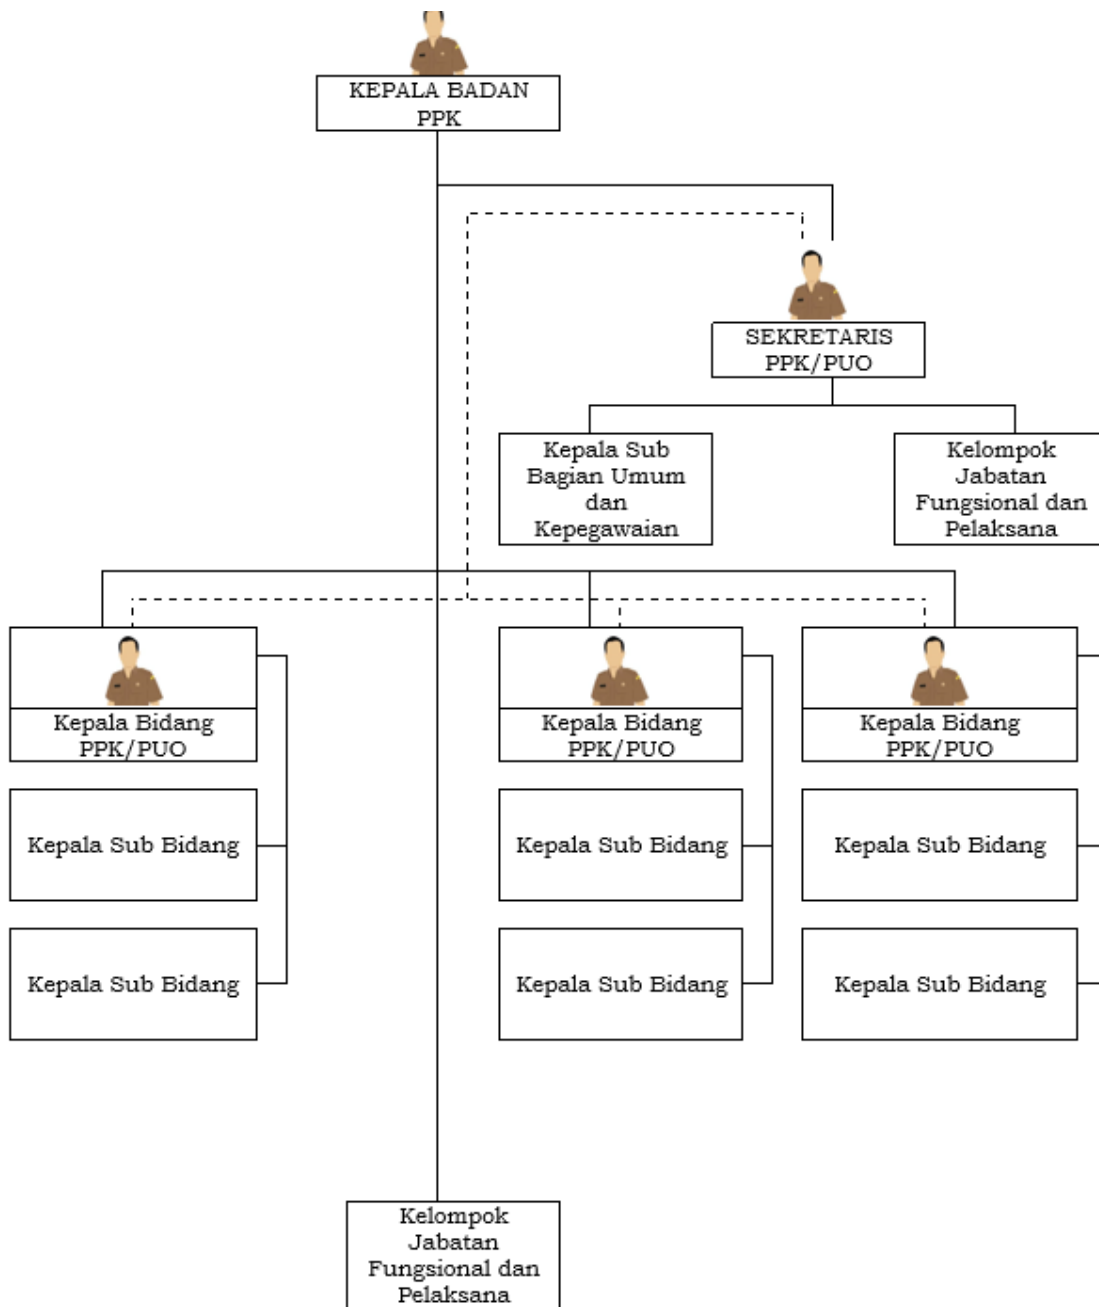 KEPALA BADAN
PPK
SEKRETARIS
PPK/PUO
Kepala Sub
Bagian Umum
dan
Kepegawaian
Kelompok
Jabatan
Fungsional dan
Pelaksana
Kepala Bidang
PPK/PUO
Kepala Bidang
PPK/PUO
Kepala Bidang
PPK/PUO
Kepala Sub Bidang
Kepala Sub Bidang
Kepala Sub Bidang
Kepala Sub Bidang
Kepala Sub Bidang
Kepala Sub Bidang
Kelompok
Jabatan
Fungsional dan
Pelaksana